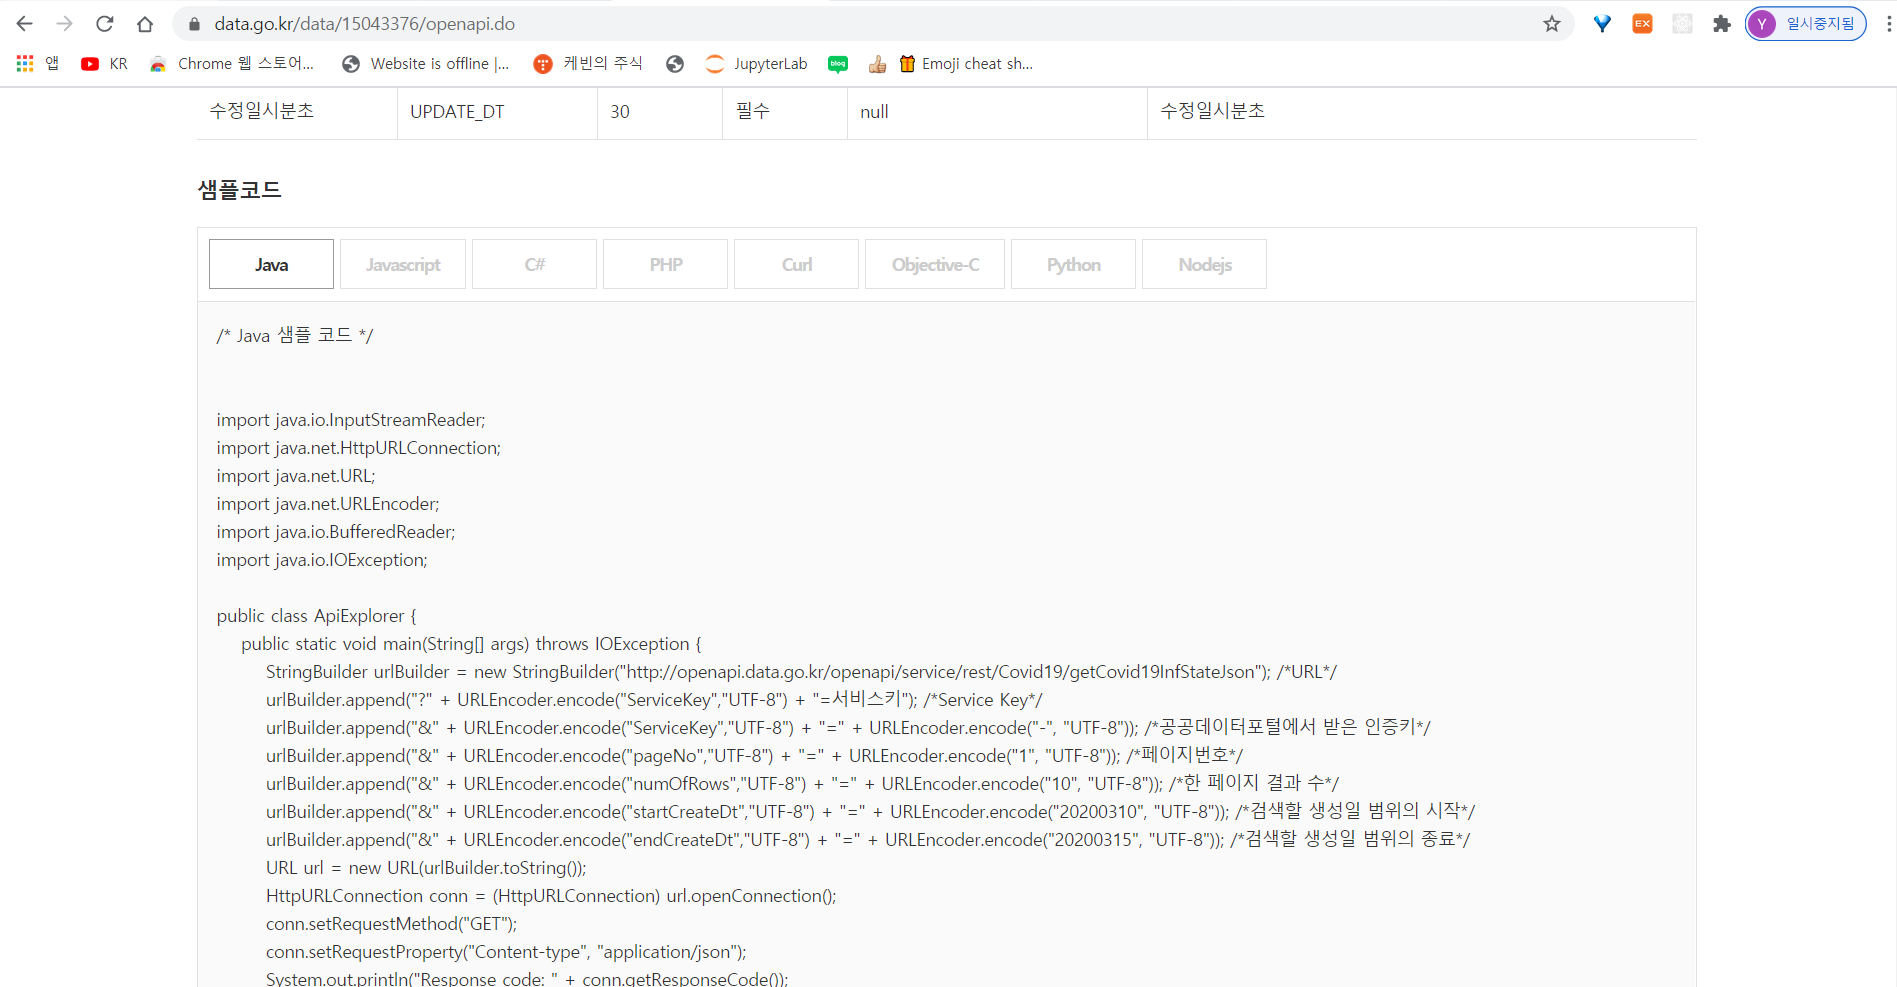 data.go.kr/data/15043376/openapi.do
EX
Y 일시중지됨
앱 KR Chrome 웹 스토어... Website is offline |... 케빈의 주식 JupyterLab blog Emoji cheat sh...
수정일시분초 UPDATE_DT 30 필수 null 수정일시분초
샘플코드
Java Javascript C# PHP Curl Objective-C Python Nodejs
/* Java 샘플 코드 */
import java.io.InputStreamReader;
import java.net.HttpURLConnection;
import java.net.URL;
import java.net.URLEncoder;
import java.io.BufferedReader;
import java.io.IOException;
public class ApiExplorer {
public static void main(String[] args) throws IOException {
StringBuilder urlBuilder = new StringBuilder("http://openapi.data.go.kr/openapi/service/rest/Covid19/getCovid19InfStateJson"); /*URL*/
urlBuilder.append("?" + URLEncoder.encode("ServiceKey","UTF-8") + "=서비스키"); /*Service Key*/
urlBuilder.append("&" + URLEncoder.encode("ServiceKey","UTF-8") + "=" + URLEncoder.encode("-", "UTF-8")); /*공공데이터포털에서 받은 인증키*/
urlBuilder.append("&" + URLEncoder.encode("pageNo","UTF-8") + "=" + URLEncoder.encode("1", "UTF-8")); /*페이지번호*/
urlBuilder.append("&" + URLEncoder.encode("numOfRows","UTF-8") + "=" + URLEncoder.encode("10", "UTF-8")); /*한 페이지 결과 수*/
urlBuilder.append("&" + URLEncoder.encode("startCreateDt","UTF-8") + "=" + URLEncoder.encode("20200310", "UTF-8")); /*검색할 생성일 범위의 시작*/
urlBuilder.append("&" + URLEncoder.encode("endCreateDt","UTF-8") + "=" + URLEncoder.encode("20200315", "UTF-8")); /*검색할 생성일 범위의 종료*/
URL url = new URL(urlBuilder.toString());
HttpURLConnection conn = (HttpURLConnection) url.openConnection();
conn.setRequestMethod("GET");
conn.setRequestProperty("Content-type", "application/json");
System.out.println("Response code: " + conn.getResponseCode());